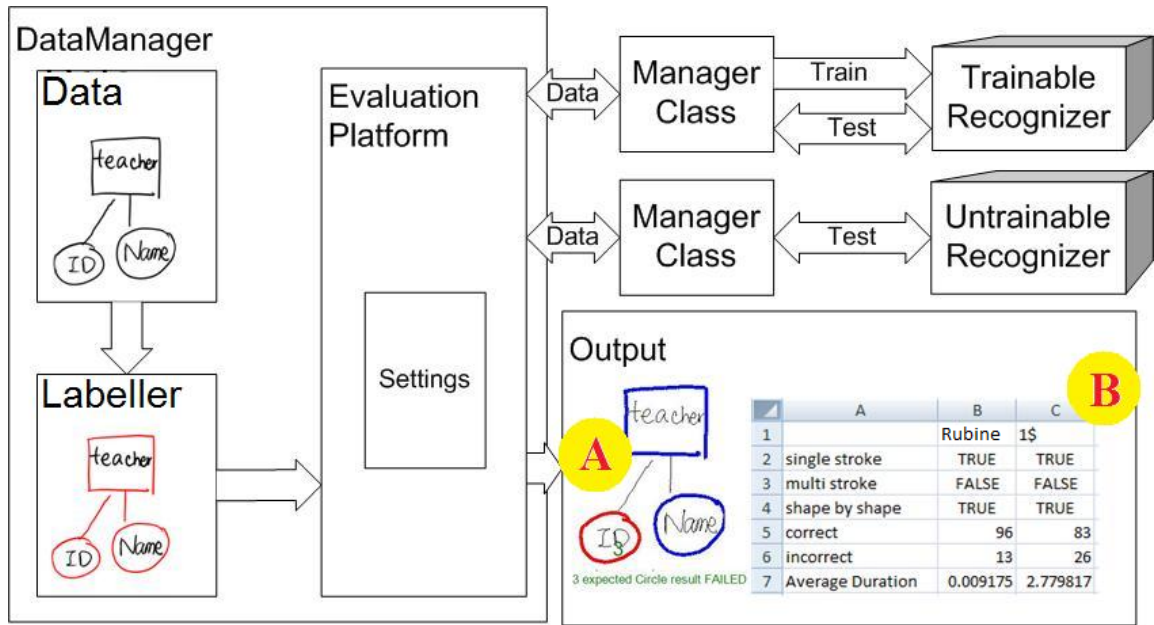 DataManager
Data
teacher
ID
Name
Labeller
teacher
ID
Name
Evaluation
Platform
Settings
Data
Manager
Class
Train
Test
Trainable
Recognizer
Data
Manager
Class
Test
Untrainable
Recognizer
Output
A
teacher
ID
3
Name
3 expected Circle result FAILED
B
A B C
1 Rubine 1$
2 single stroke TRUE TRUE
3 multi stroke FALSE FALSE
4 shape by shape TRUE TRUE
5 correct 96 83
6 incorrect 13 26
7 Average Duration 0.009175 2.779817